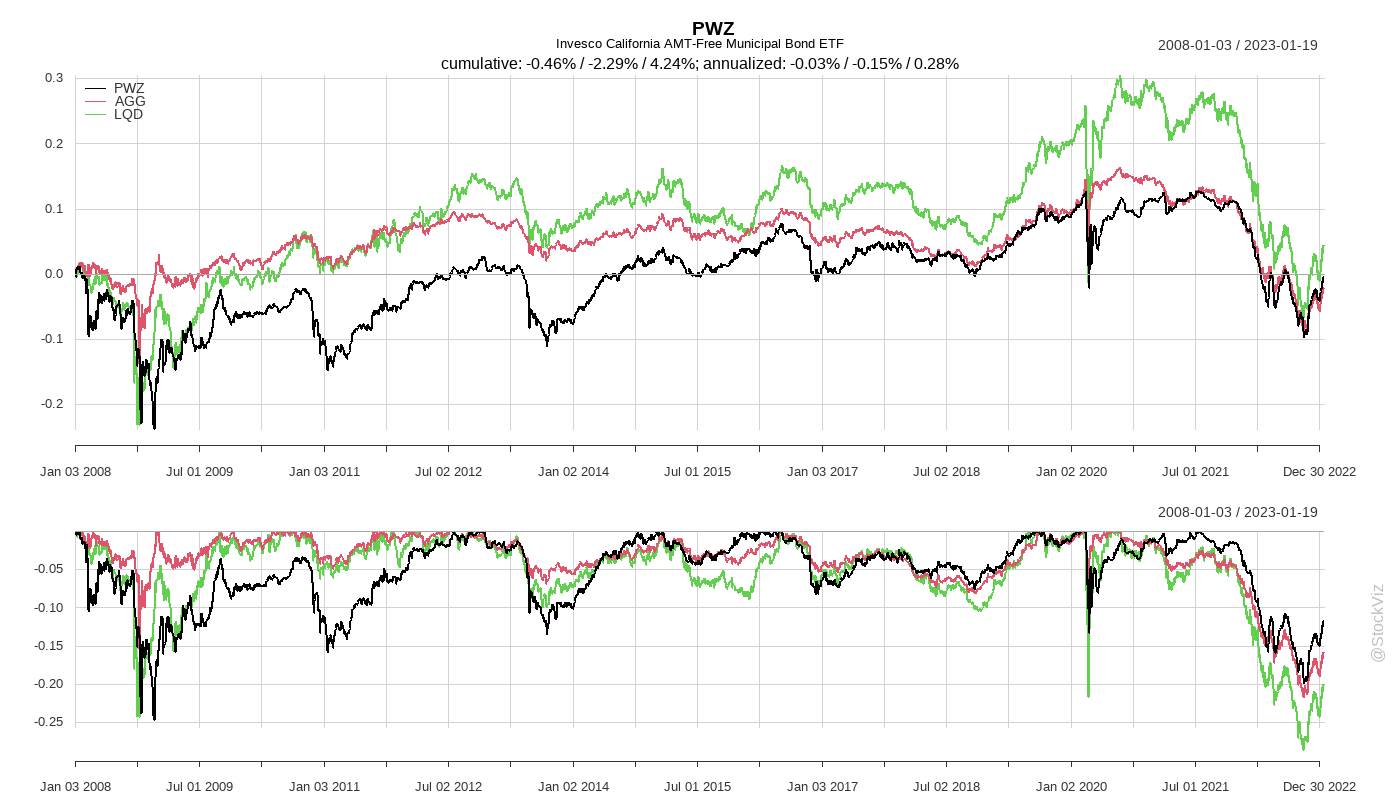 PWZ
Invesco California AMT-Free Municipal Bond ETF
2008-01-03 / 2023-01-19
cumulative: -0.46% / -2.29% / 4.24%; annualized: -0.03% / -0.15% / 0.28%
PWZ
AGG
LQD
0.3
0.2
0.1
0.0
-0.1
-0.2
Jan 03 2008 Jul 01 2009 Jan 03 2011 Jul 02 2012 Jan 02 2014 Jul 01 2015 Jan 03 2017 Jul 02 2018 Jan 02 2020 Jul 01 2021 Dec 30 2022
2008-01-03 / 2023-01-19
-0.05
-0.10
-0.15
-0.20
-0.25
Jan 03 2008 Jul 01 2009 Jan 03 2011 Jul 02 2012 Jan 02 2014 Jul 01 2015 Jan 03 2017 Jul 02 2018 Jan 02 2020 Jul 01 2021 Dec 30 2022
@StockViz